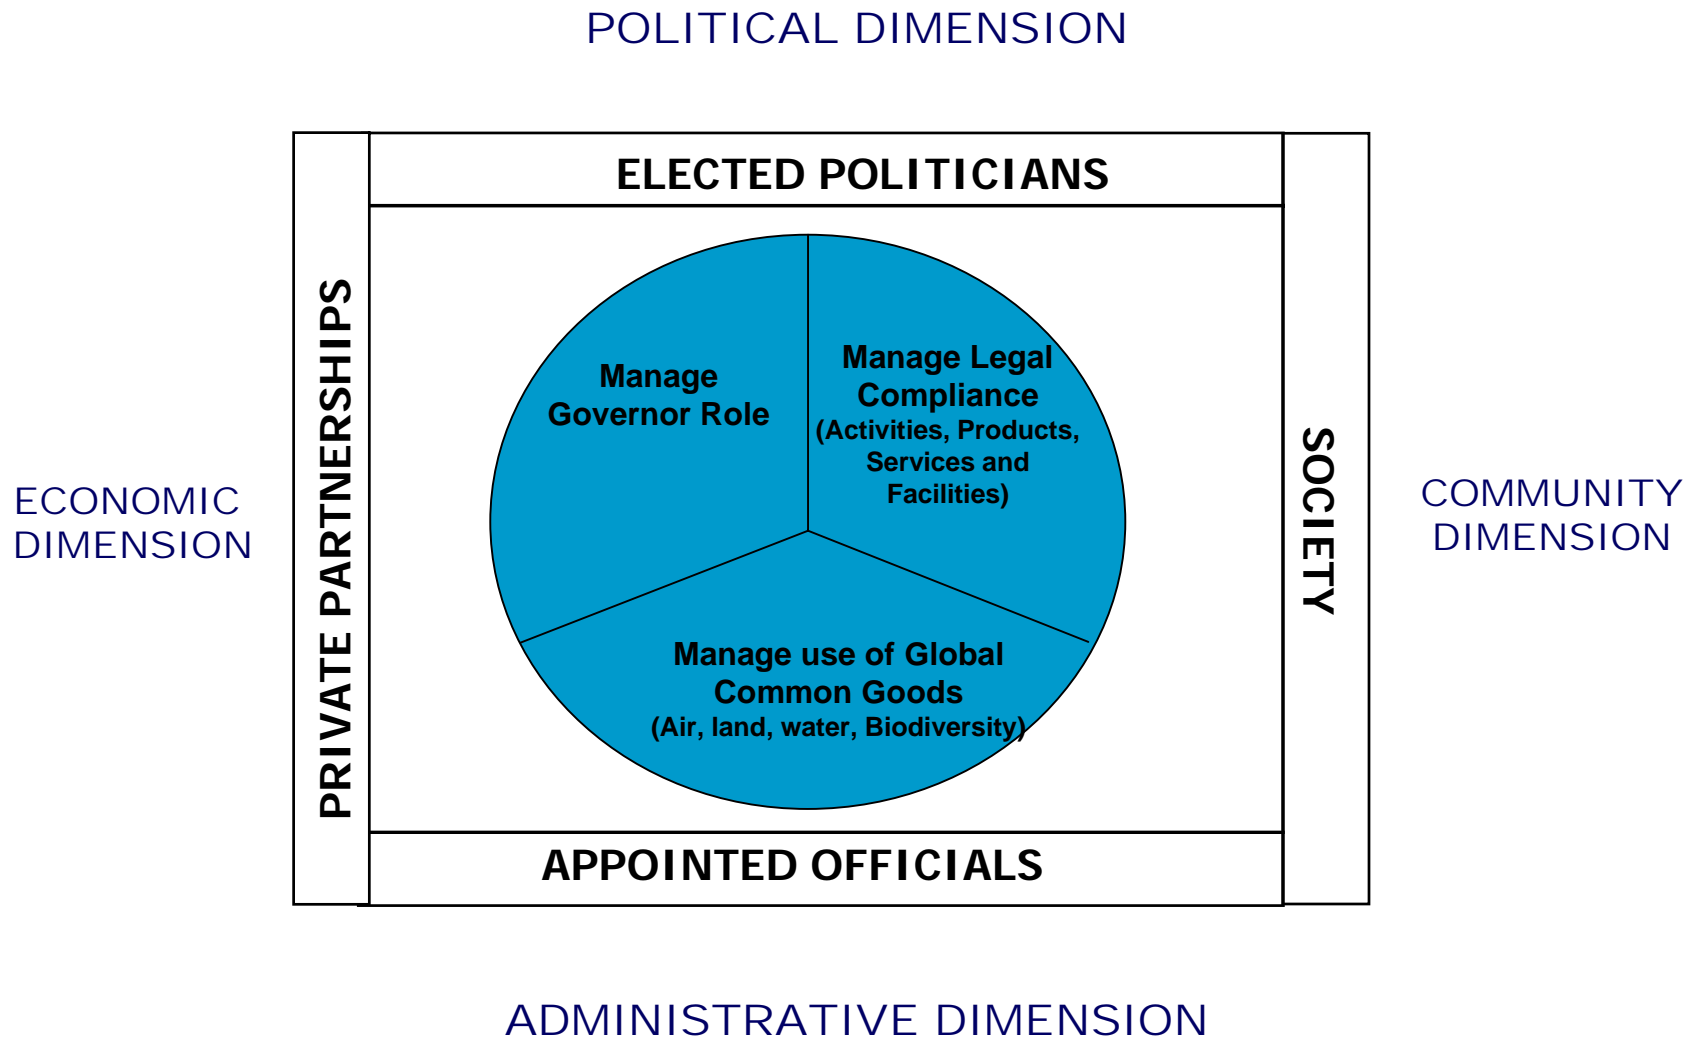 POLITICAL DIMENSION
ELECTED POLITICIANS
ECONOMIC
DIMENSION
PRIVATE PARTNERSHIPS
Manage
Governor Role
Manage Legal
Compliance
(Activities, Products,
Services and
Facilities)
Manage use of Global
Common Goods
(Air, land, water, Biodiversity)
SOCIETY
COMMUNITY
DIMENSION
APPOINTED OFFICIALS
ADMINISTRATIVE DIMENSION